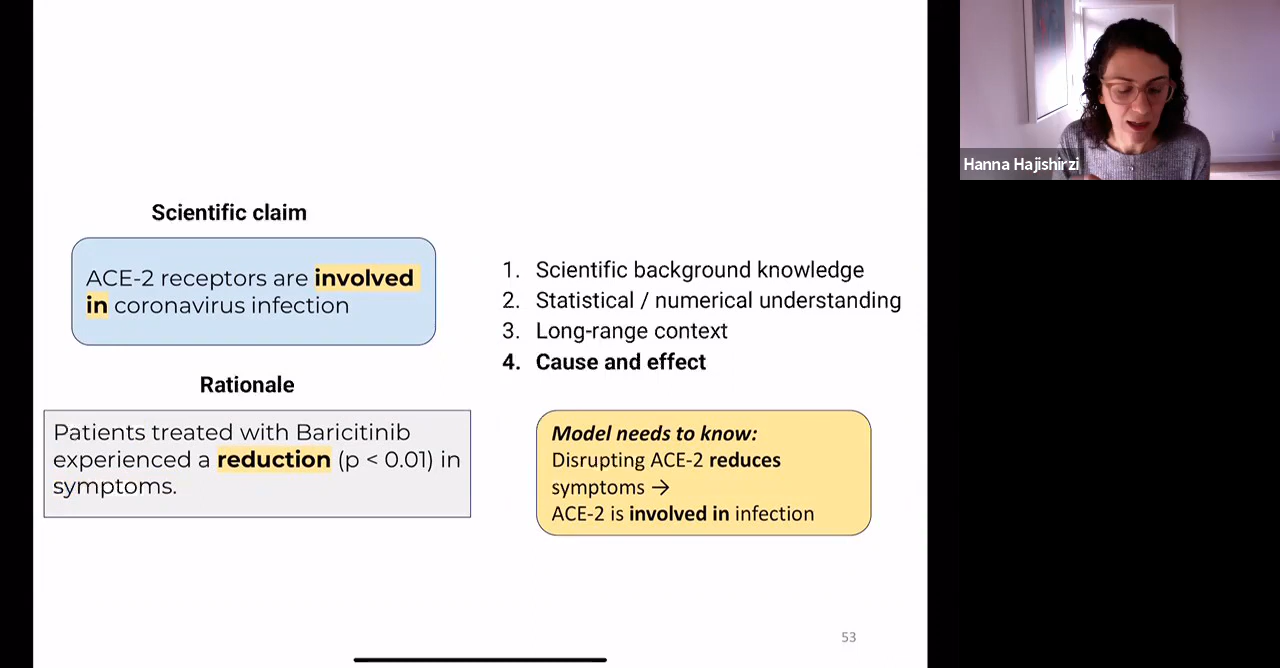 Scientific claim
ACE-2 receptors are involved
in coronavirus infection
Rationale
Patients treated with Baricitinib
experienced a reduction (p < 0.01) in
symptoms.
1. Scientific background knowledge
2. Statistical / numerical understanding
3. Long-range context
4. Cause and effect
Model needs to know:
Disrupting ACE-2 reduces
symptoms →
ACE-2 is involved in infection
53
Hanna Hajishirzi